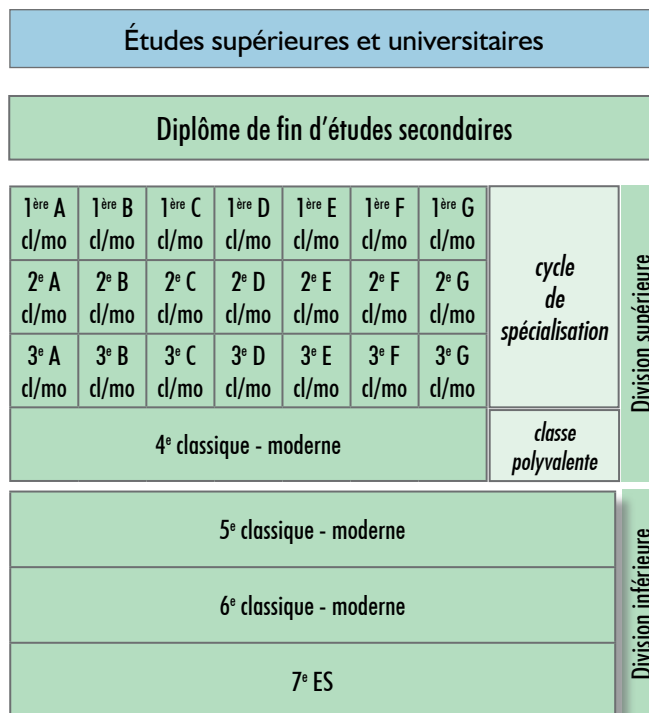 Études supérieures et universitaires
Diplôme de fin d'études secondaires
1ère A 1ère B 1ère C 1ère D 1ère E 1ère F 1ère G
cl/mo cl/mo cl/mo cl/mo cl/mo cl/mo cl/mo
2e A 2e B 2e C 2e D 2e E 2e F 2e G
cl/mo cl/mo cl/mo cl/mo cl/mo cl/mo cl/mo
3e A 3e B 3e C 3e D 3e E 3e F 3e G
cl/mo cl/mo cl/mo cl/mo cl/mo cl/mo cl/mo
cycle
de
spécialisation
Division supérieure
4e classique - moderne
classe
polyvalente
5e classique - moderne
6e classique - moderne
7e ES
Division inférieure